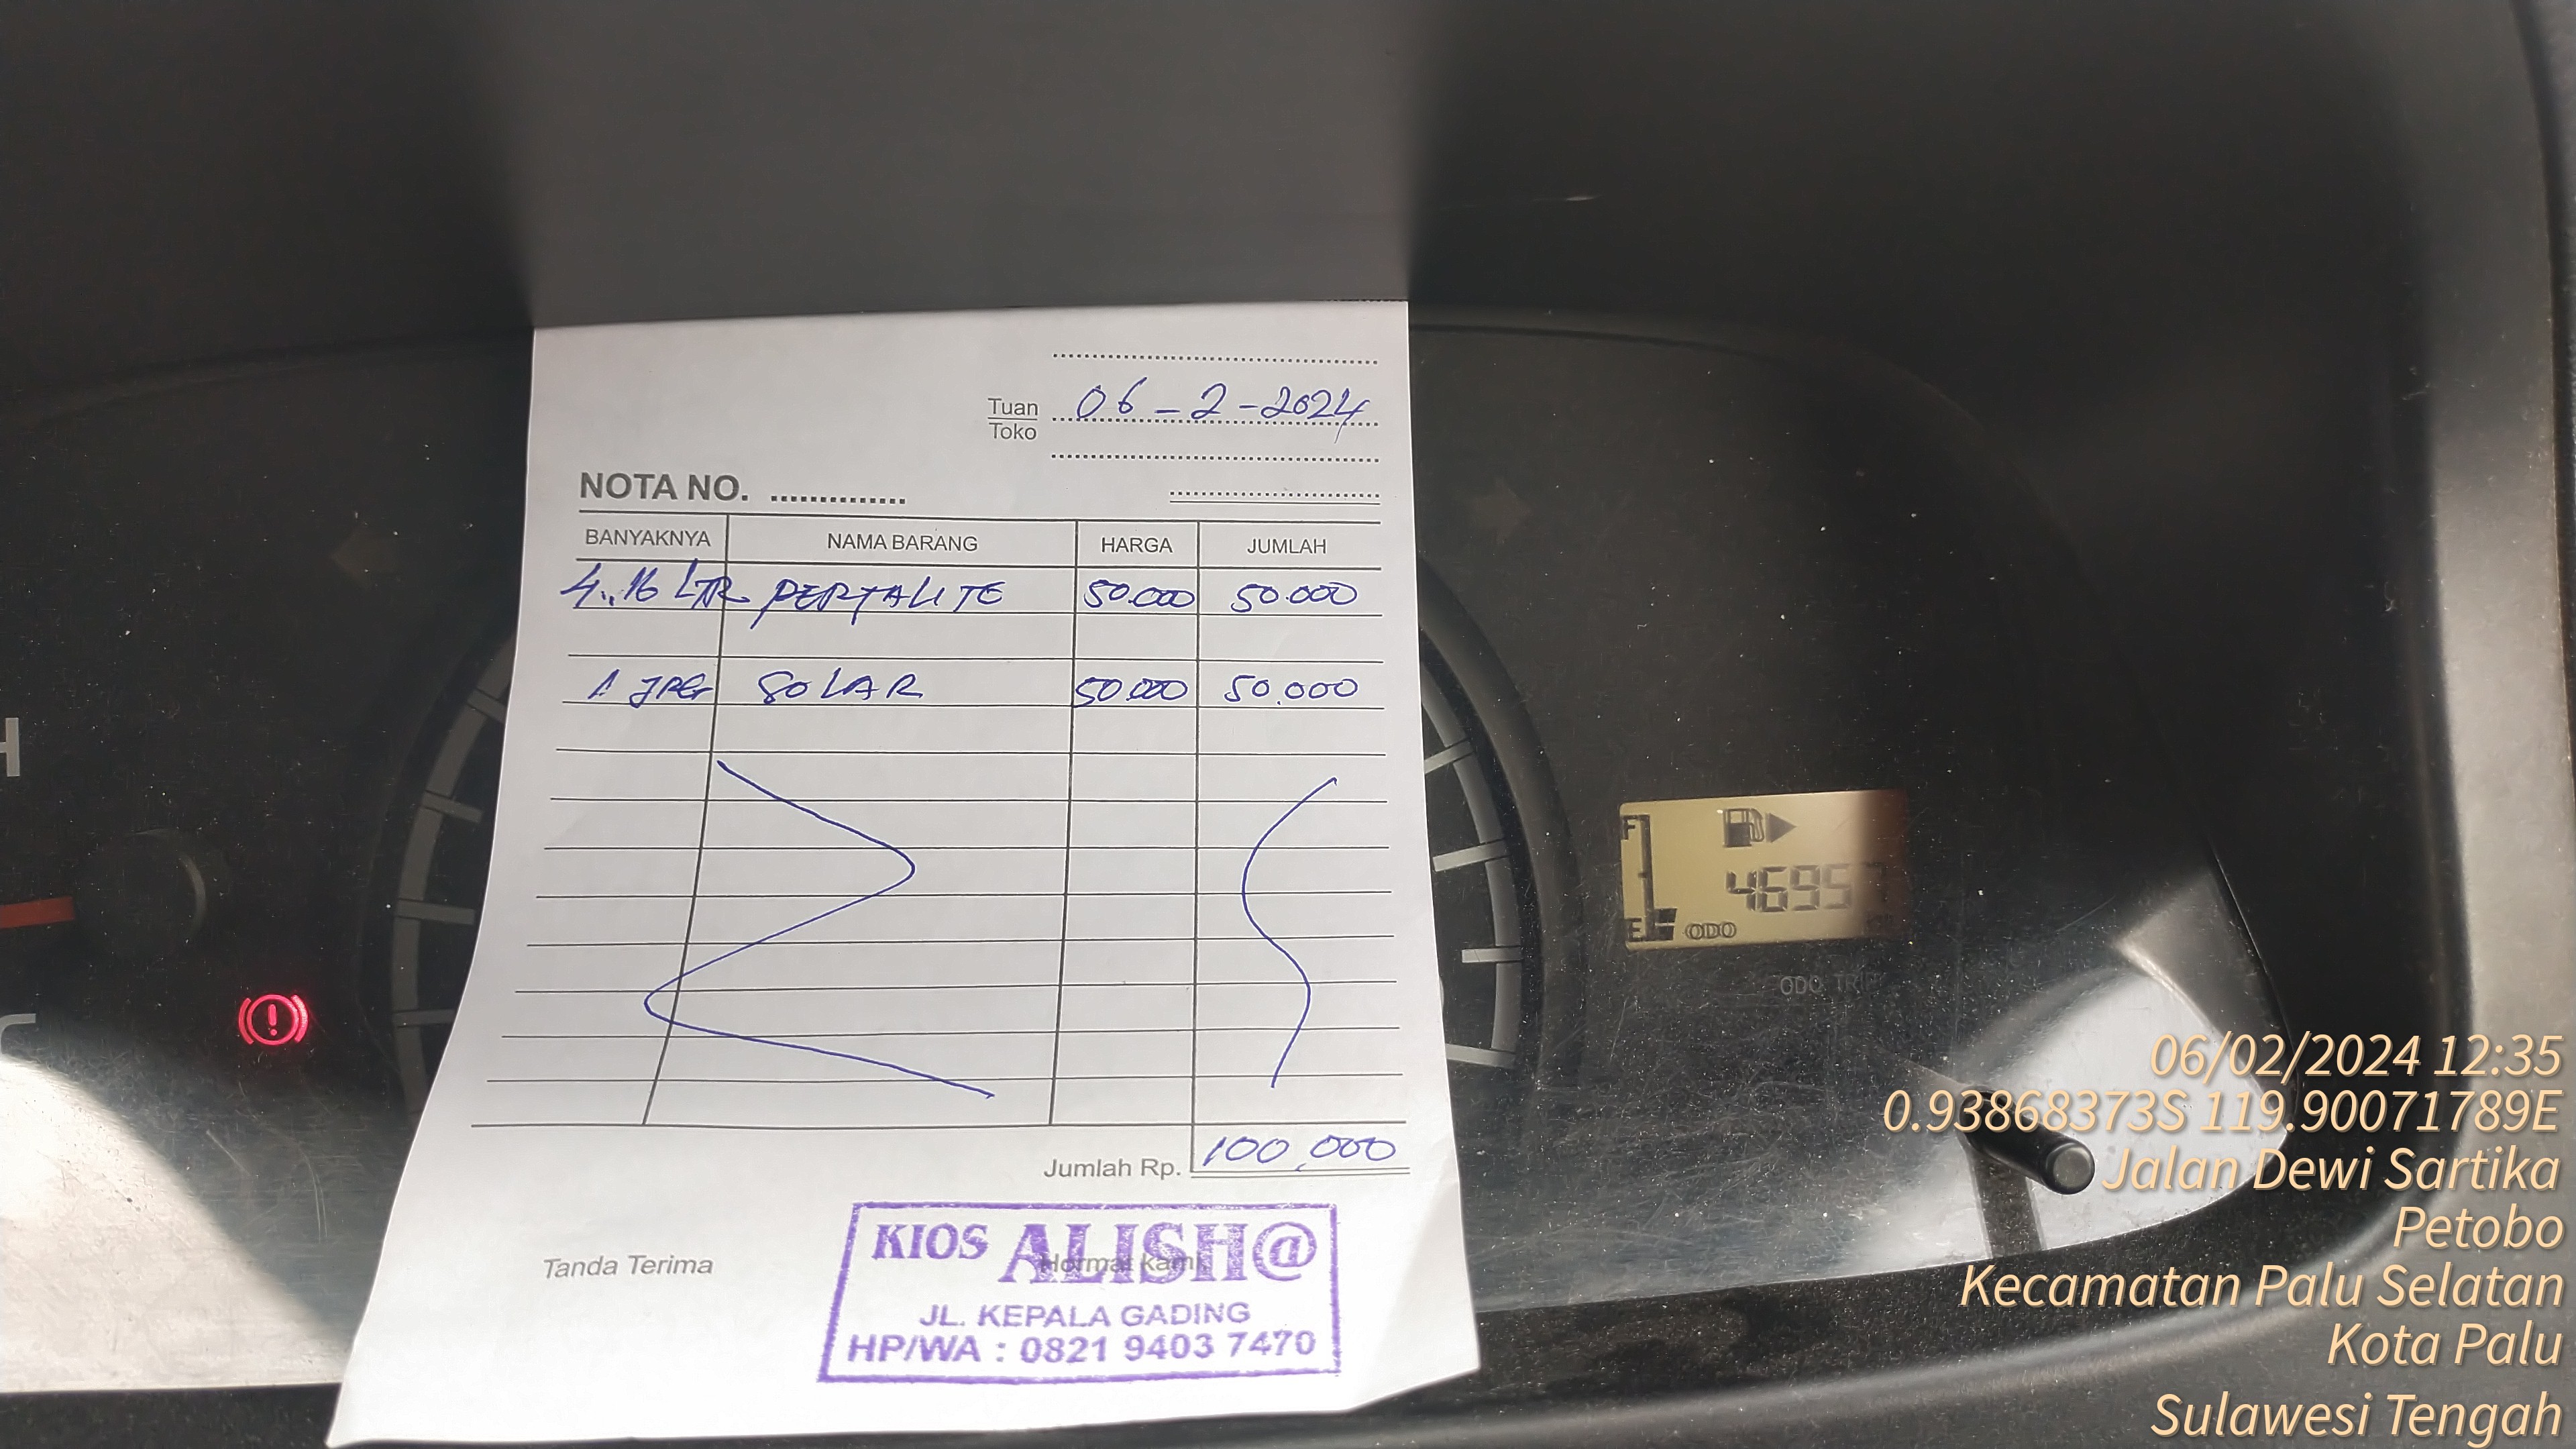 06-2-2024
Tuan
Toko
NOTA NO. ..............
BANYAKNYA NAMA BARANG HARGA JUMLAH
4.16 LTR PERTALITE 50.000 50.000
1 JRG SOLAR 50.000 50.000
Jumlah Rp. 100,000
Tanda Terima
Hormat Kami
KIOS ALISH@
JL. KEPALA GADING
HP/WA : 0821 9403 7470
H
F
46957
E ODO
ODO TRIP
06/02/2024 12:35
0.93868373S 119.90071789E
Jalan Dewi Sartika
Petobo
Kecamatan Palu Selatan
Kota Palu
Sulawesi Tengah